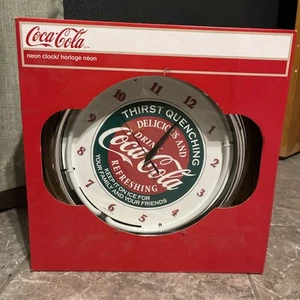 Coca-Cola
neon clock/ horloge néon
12
1
2
3
4
5
6
7
8
9
10
11
THIRST QUENCHING
DELICIOUS AND
DRINK
Coca-Cola
REFRESHING
KEEP IT ON ICE FOR
YOUR FAMILY AND YOUR FRIENDS